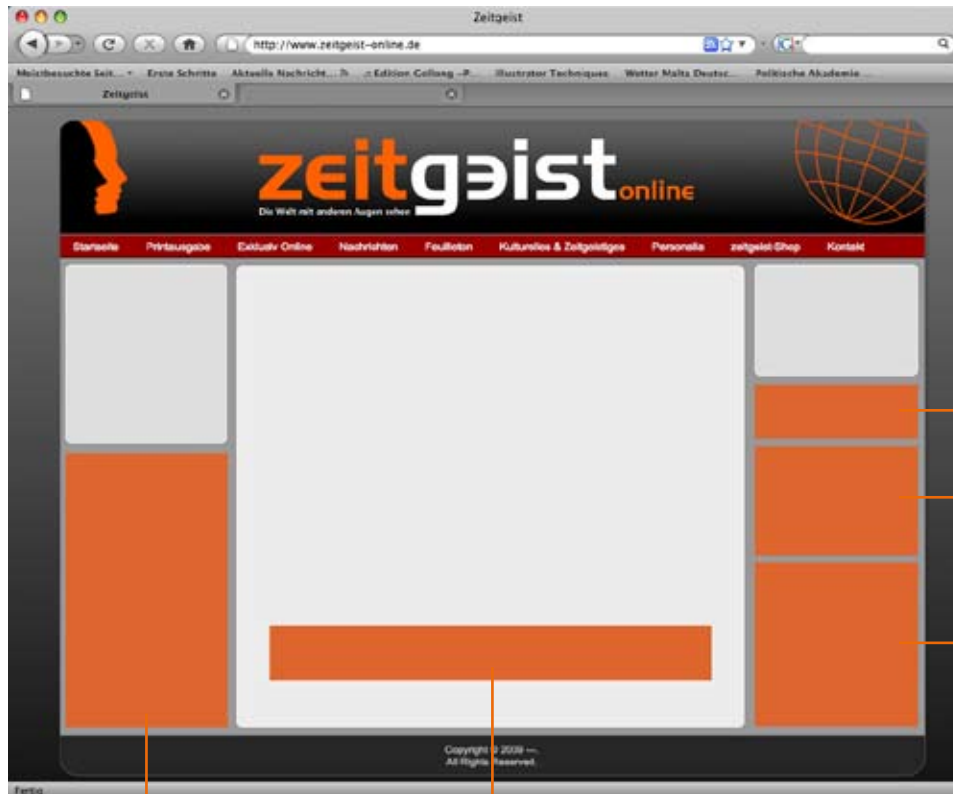 Zeitgeist
http://www.zeitgeist-online.de
Meistbesuchte Seit... Erste Schritte Aktuelle Nachricht... Edition Collang –P... Illustrator Techniques Wetter Malta Deutsc... Politische Akademie ...
Zeitgeist
zeitgeist online
Die Welt mit anderen Augen sehen
Startseite Printausgabe Exklusiv Online Nachrichten Feuilleton Kulturelles & Zeitgeistiges Personalia zeitgeist-Shop Kontakt
Copyright © 2009 —.
All Rights Reserved.
Fertig